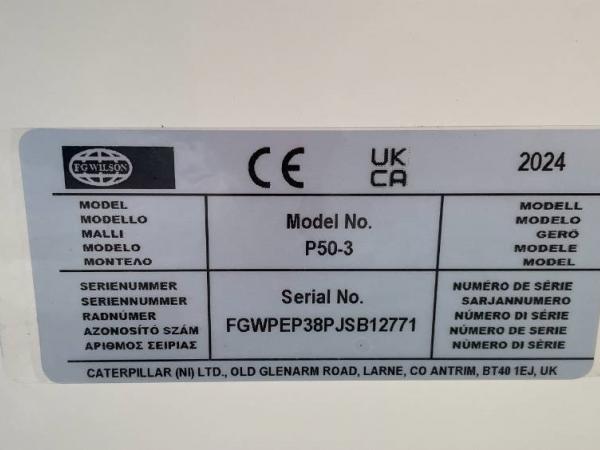 FG WILSON
CE
UK
CA
2024
MODEL
MODELLO
MALLI
MODELO
ΜΟΝΤΕΛΟ
Model No.
P50-3
MODELL
MODELO
GERÖ
MODELE
MODEL
SERIENUMMER
SERIENNUMMER
RADNÚMER
AZONOSÍTÓ SZÁM
ΑΡΙΘΜΟΣ ΣΕΙΡΙΑΣ
Serial No.
FGWPEP38PJSB12771
NUMÉRO DE SÉRIE
SARJANNUMERO
NÚMERO DI SÉRIE
NÚMERO DE SERIE
NÚMERO DI SÉRIE
CATERPILLAR (NI) LTD., OLD GLENARM ROAD, LARNE, CO ANTRIM, BT40 1EJ, UK